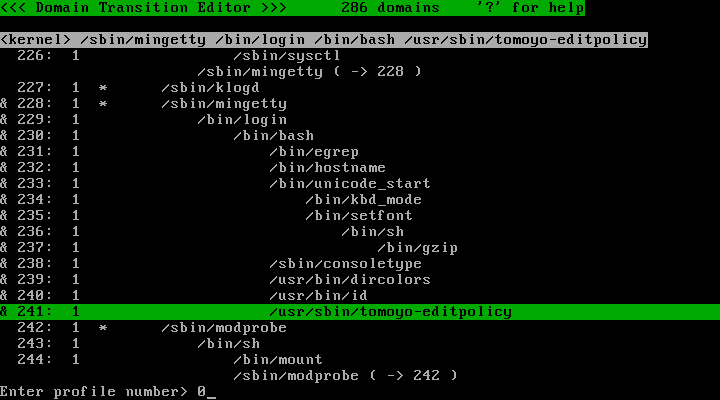 <<< Domain Transition Editor >>>      286 domains    '?' for help
<kernel> /sbin/mingetty /bin/login /bin/bash /usr/sbin/tomoyo-editpolicy
  226:  1                 /sbin/sysctl
                      /sbin/mingetty ( -> 228 )
  227:  1  *      /sbin/klogd
& 228:  1  *      /sbin/mingetty
& 229:  1             /bin/login
& 230:  1                 /bin/bash
& 231:  1                     /bin/egrep
& 232:  1                     /bin/hostname
& 233:  1                     /bin/unicode_start
& 234:  1                         /bin/kbd_mode
& 235:  1                         /bin/setfont
& 236:  1                             /bin/sh
& 237:  1                                 /bin/gzip
& 238:  1                     /sbin/consoletype
& 239:  1                     /usr/bin/dircolors
& 240:  1                     /usr/bin/id
& 241:  1                     /usr/sbin/tomoyo-editpolicy
  242:  1  *      /sbin/modprobe
  243:  1             /bin/sh
  244:  1                 /bin/mount
                          /sbin/modprobe ( -> 242 )
Enter profile number> 0_